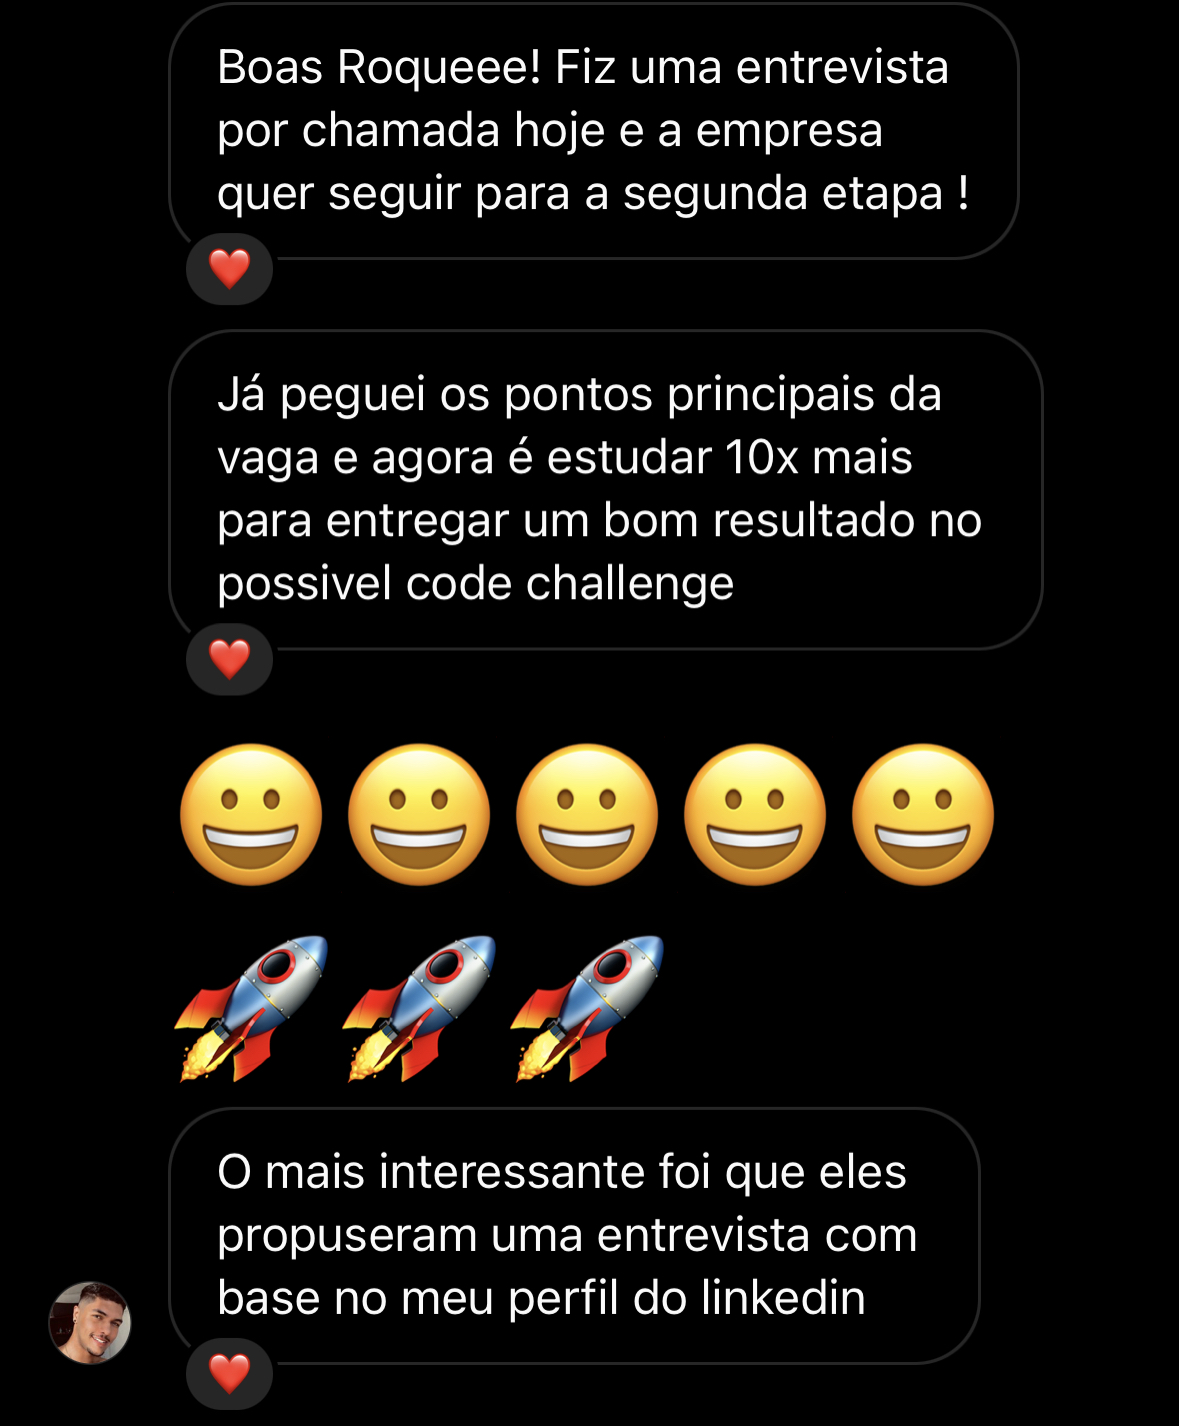 Boas Roqueee! Fiz uma entrevista
por chamada hoje e a empresa
quer seguir para a segunda etapa !
Já peguei os pontos principais da
vaga e agora é estudar 10x mais
para entregar um bom resultado no
possivel code challenge
O mais interessante foi que eles
propuseram uma entrevista com
base no meu perfil do linkedin